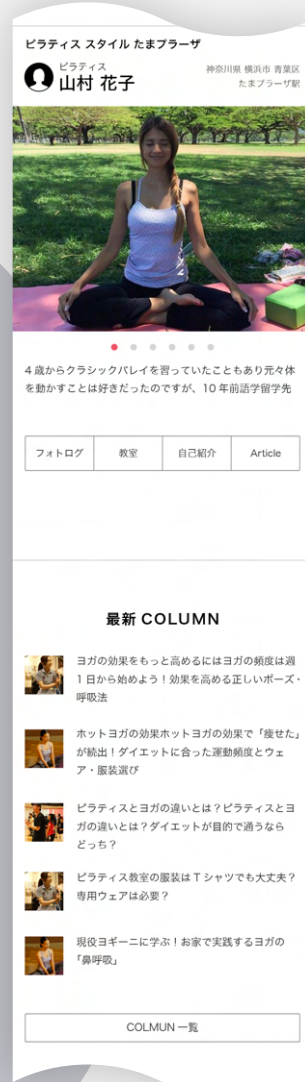 ピラティス スタイル たまプラーザ
ピラティス
山村 花子
神奈川県 横浜市 青葉区
たまプラーザ駅
4歳からクラシックバレイを習っていたこともあり元々体
を動かすことは好きだったのですが、10年前語学留学先
フォトログ
教室
自己紹介
Article
最新 COLUMN
ヨガの効果をもっと高めるにはヨガの頻度は週
1日から始めよう！効果を高める正しいポーズ・
呼吸法
ホットヨガの効果ホットヨガの効果で「痩せた」
が続出！ダイエットに合った運動頻度とウェ
ア・服装選び
ピラティスとヨガの違いとは？ピラティスとヨ
ガの違いとは？ダイエットが目的で通うなら
どっち？
ピラティス教室の服装はTシャツでも大丈夫？
専用ウェアは必要？
現役ヨギーニに学ぶ！お家で実践するヨガの
「鼻呼吸」
COLMUN 一覧